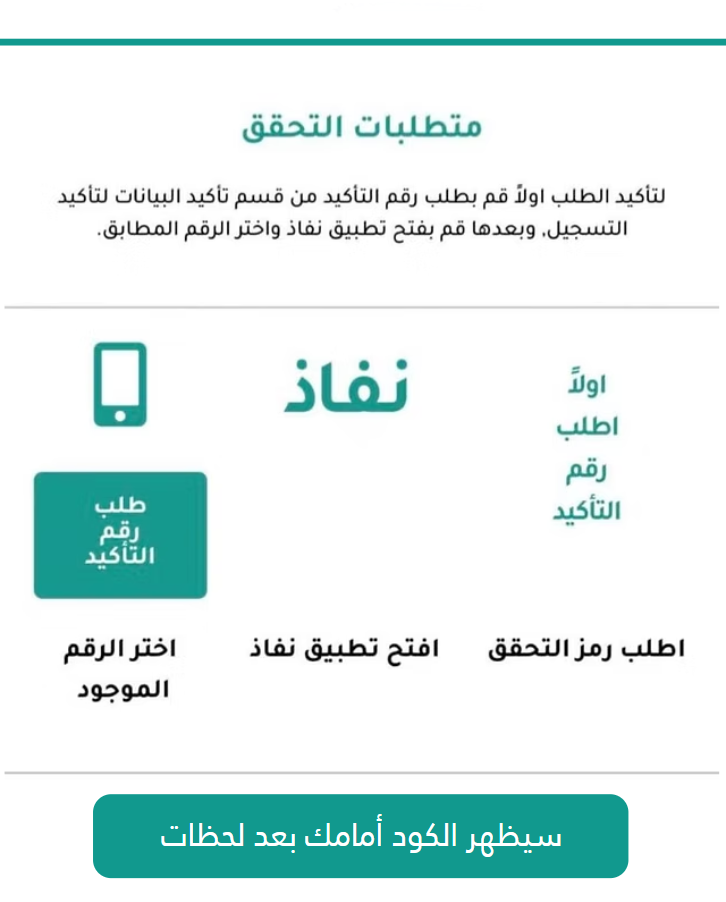 متطلبات التحقق
لتأكيد الطلب اولاً قم بطلب رقم التأكيد من قسم تأكيد البيانات لتأكيد
التسجيل, وبعدها قم بفتح تطبيق نفاذ واختر الرقم المطابق.
اولاً
اطلب
رقم
التأكيد
اطلب رمز التحقق
نفاذ
افتح تطبيق نفاذ
طلب
رقم
التأكيد
اختر الرقم
الموجود
سيظهر الكود أمامك بعد لحظات